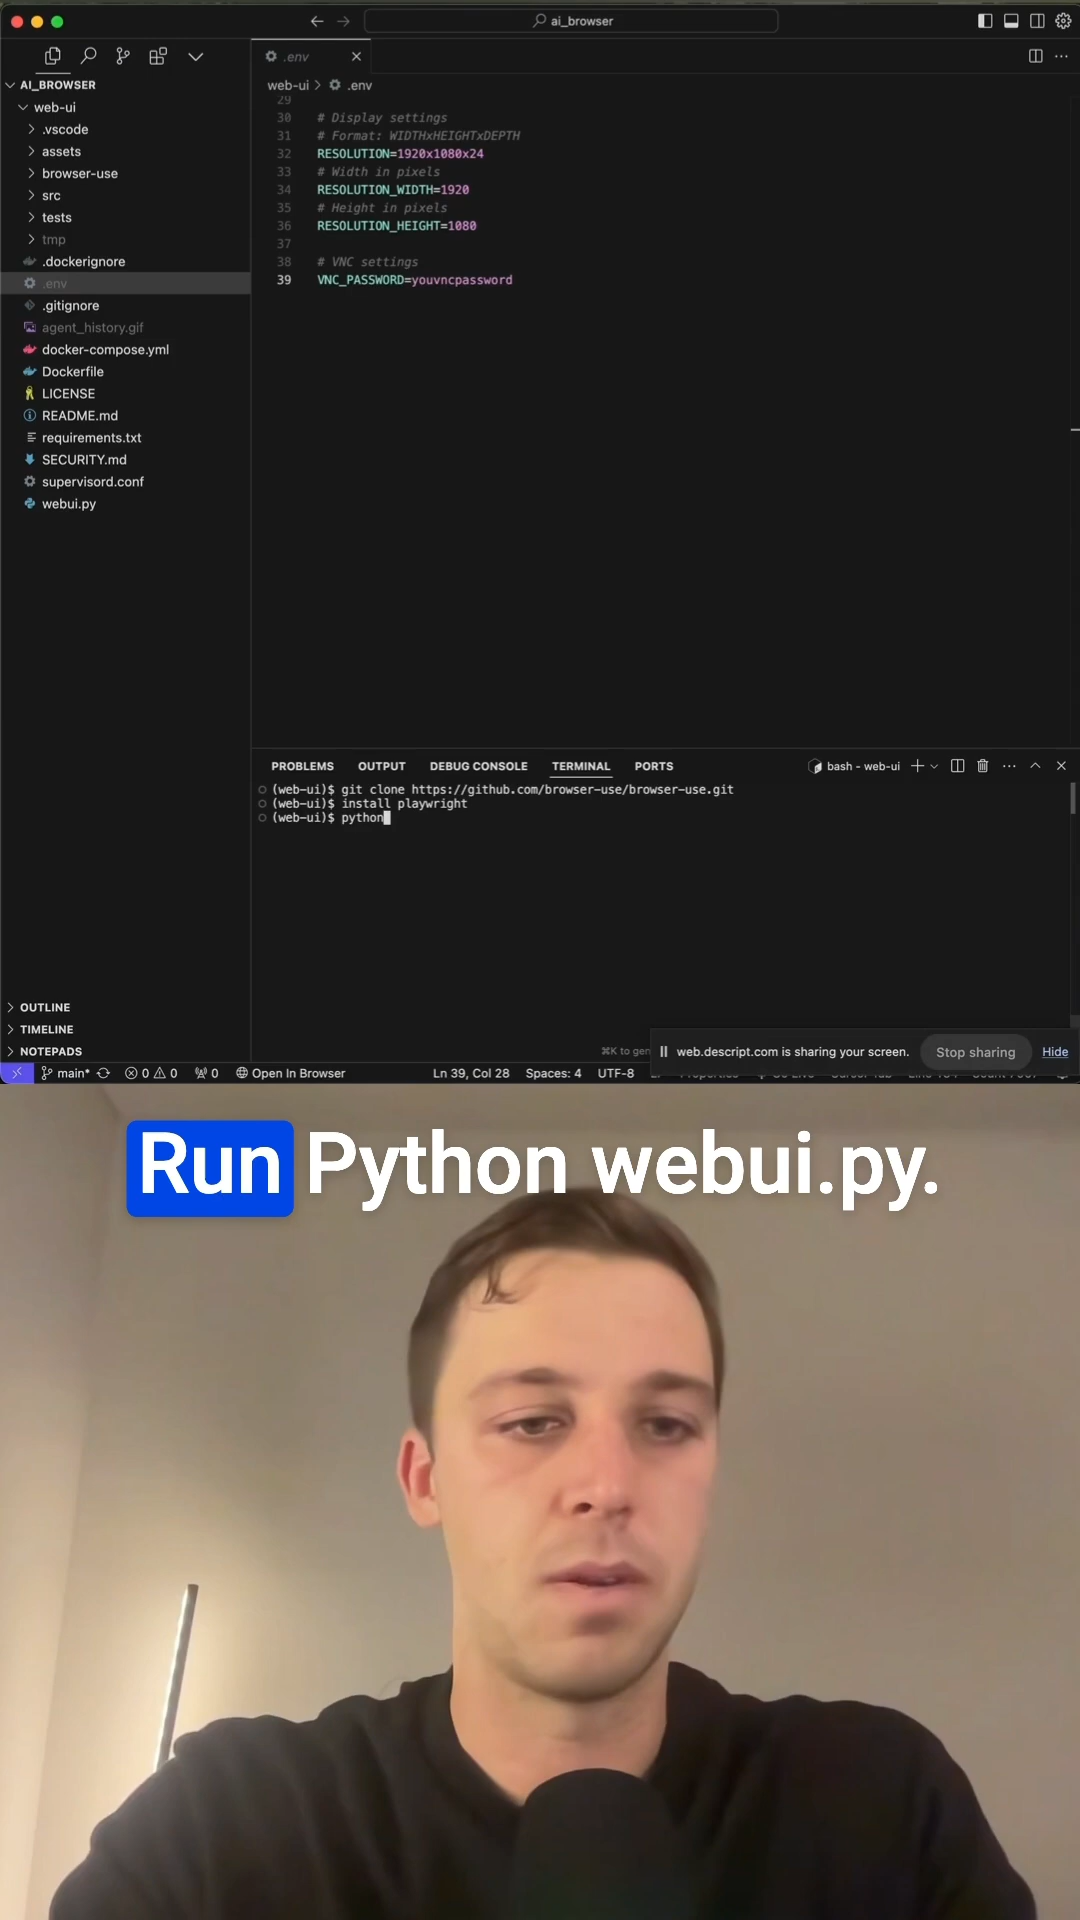 ai_browser
.env
AI_BROWSER
web-ui
.vscode
assets
browser-use
src
tests
tmp
.dockerignore
.env
.gitignore
agent_history.gif
docker-compose.yml
Dockerfile
LICENSE
README.md
requirements.txt
SECURITY.md
supervisord.conf
webui.py
OUTLINE
TIMELINE
NOTEPADS
web-ui > .env
29
30 # Display settings
31 # Format: WIDTHxHEIGHTxDEPTH
32 RESOLUTION=1920x1080x24
33 # Width in pixels
34 RESOLUTION_WIDTH=1920
35 # Height in pixels
36 RESOLUTION_HEIGHT=1080
37
38 # VNC settings
39 VNC_PASSWORD=youvncpassword
PROBLEMS OUTPUT DEBUG CONSOLE TERMINAL PORTS bash - web-ui
(web-ui)$ git clone https://github.com/browser-use/browser-use.git
(web-ui)$ install playwright
(web-ui)$ python
⌘K to gen
web.descript.com is sharing your screen. Stop sharing Hide
main* 0 0 0 Open In Browser Ln 39, Col 28 Spaces: 4 UTF-8
Run Python webui.py.